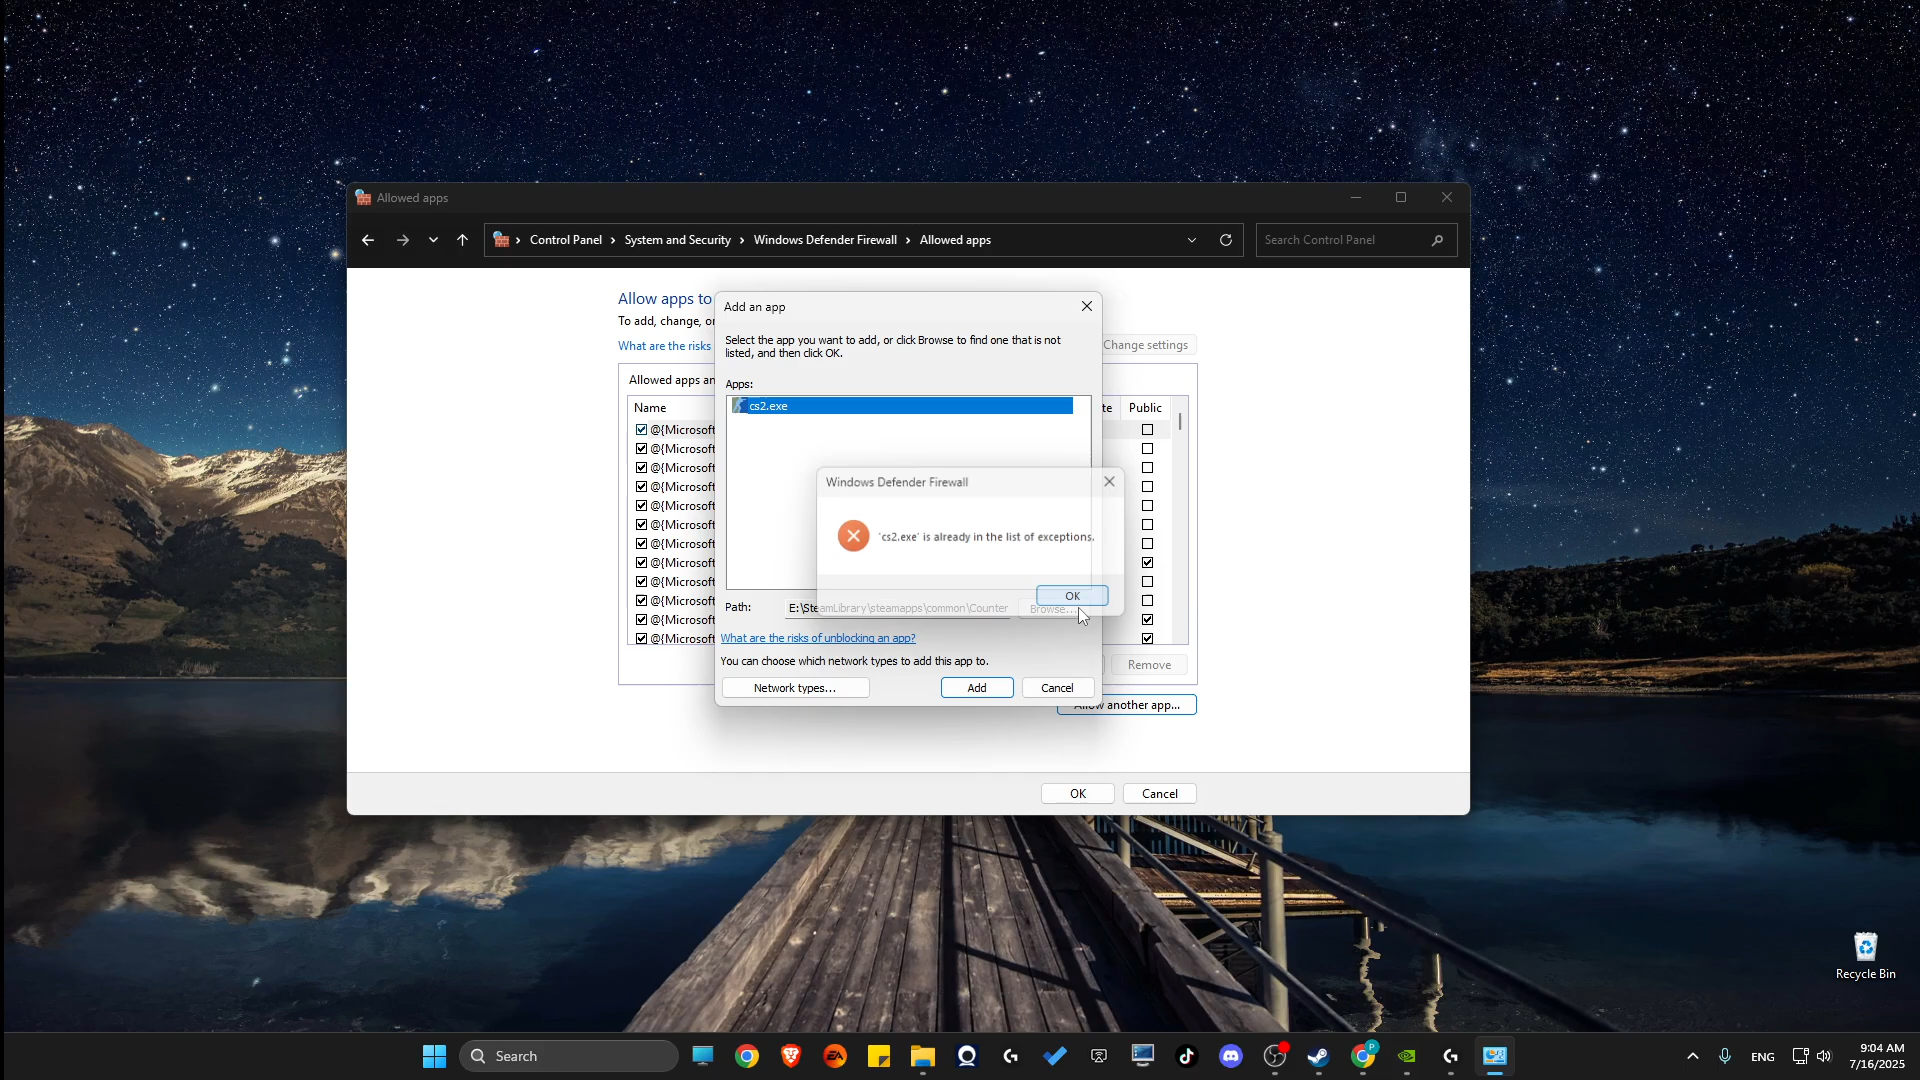 Allowed apps
Control Panel › System and Security › Windows Defender Firewall › Allowed apps
Search Control Panel
Allow apps to
To add, change, or
What are the risks
Change settings
Allowed apps an
Name
te
Public
@{Microsoft
@{Microsoft
@{Microsoft
@{Microsoft
@{Microsoft
@{Microsoft
@{Microsoft
@{Microsoft
@{Microsoft
@{Microsoft
@{Microsoft
@{Microsoft
Remove
Allow another app...
OK
Cancel
Add an app
Select the app you want to add, or click Browse to find one that is not
listed, and then click OK.
Apps:
cs2.exe
Path:
E:\SteamLibrary\steamapps\common\Counter
Browse...
What are the risks of unblocking an app?
You can choose which network types to add this app to.
Network types...
Add
Cancel
Windows Defender Firewall
'cs2.exe' is already in the list of exceptions.
OK
Recycle Bin
Search
ENG
9:04 AM
7/16/2025